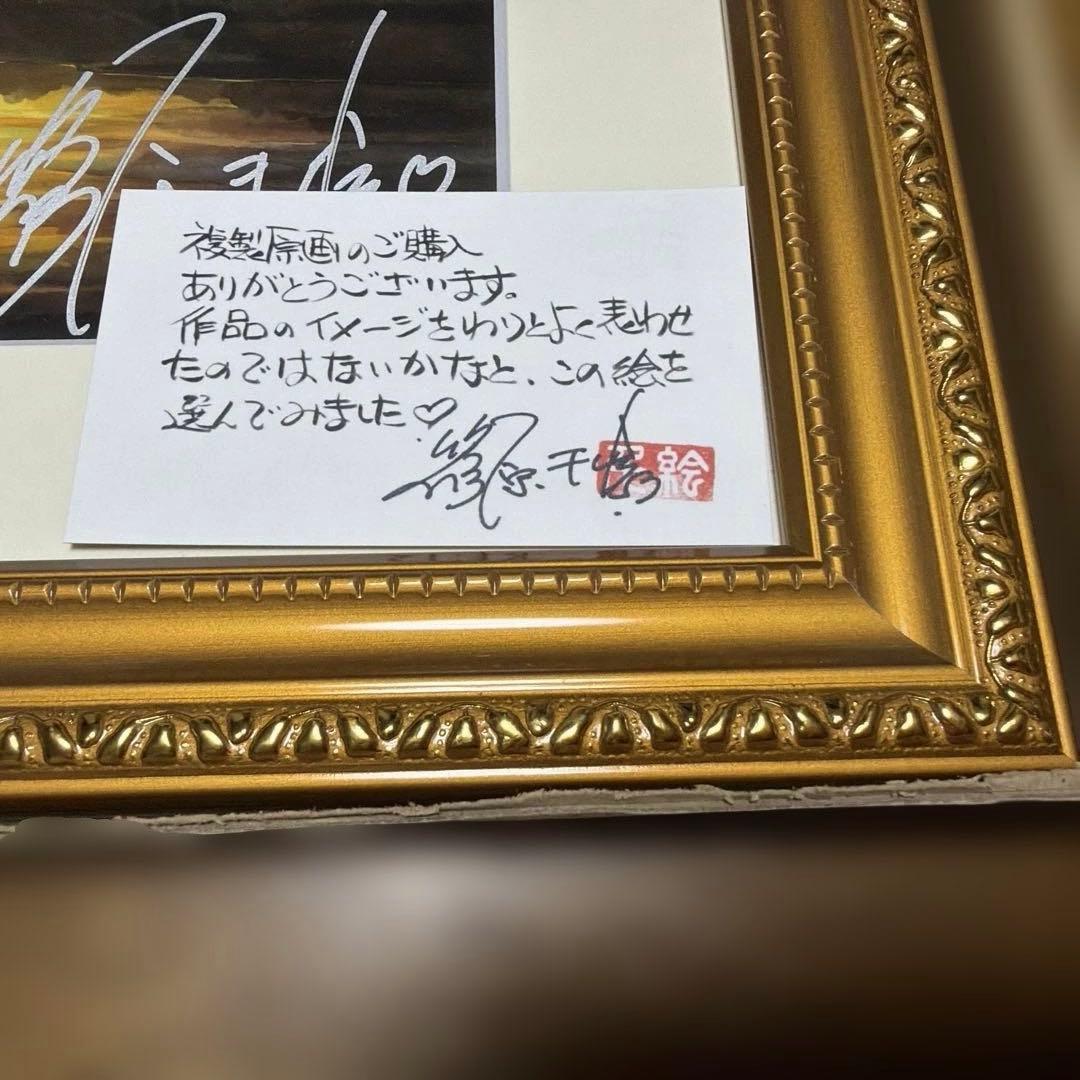 複製原画のご購入
ありがとうございます。
作品のイメージをわりとよく表わせ
たのではないかなと、この絵を
選んでみました♡
絵